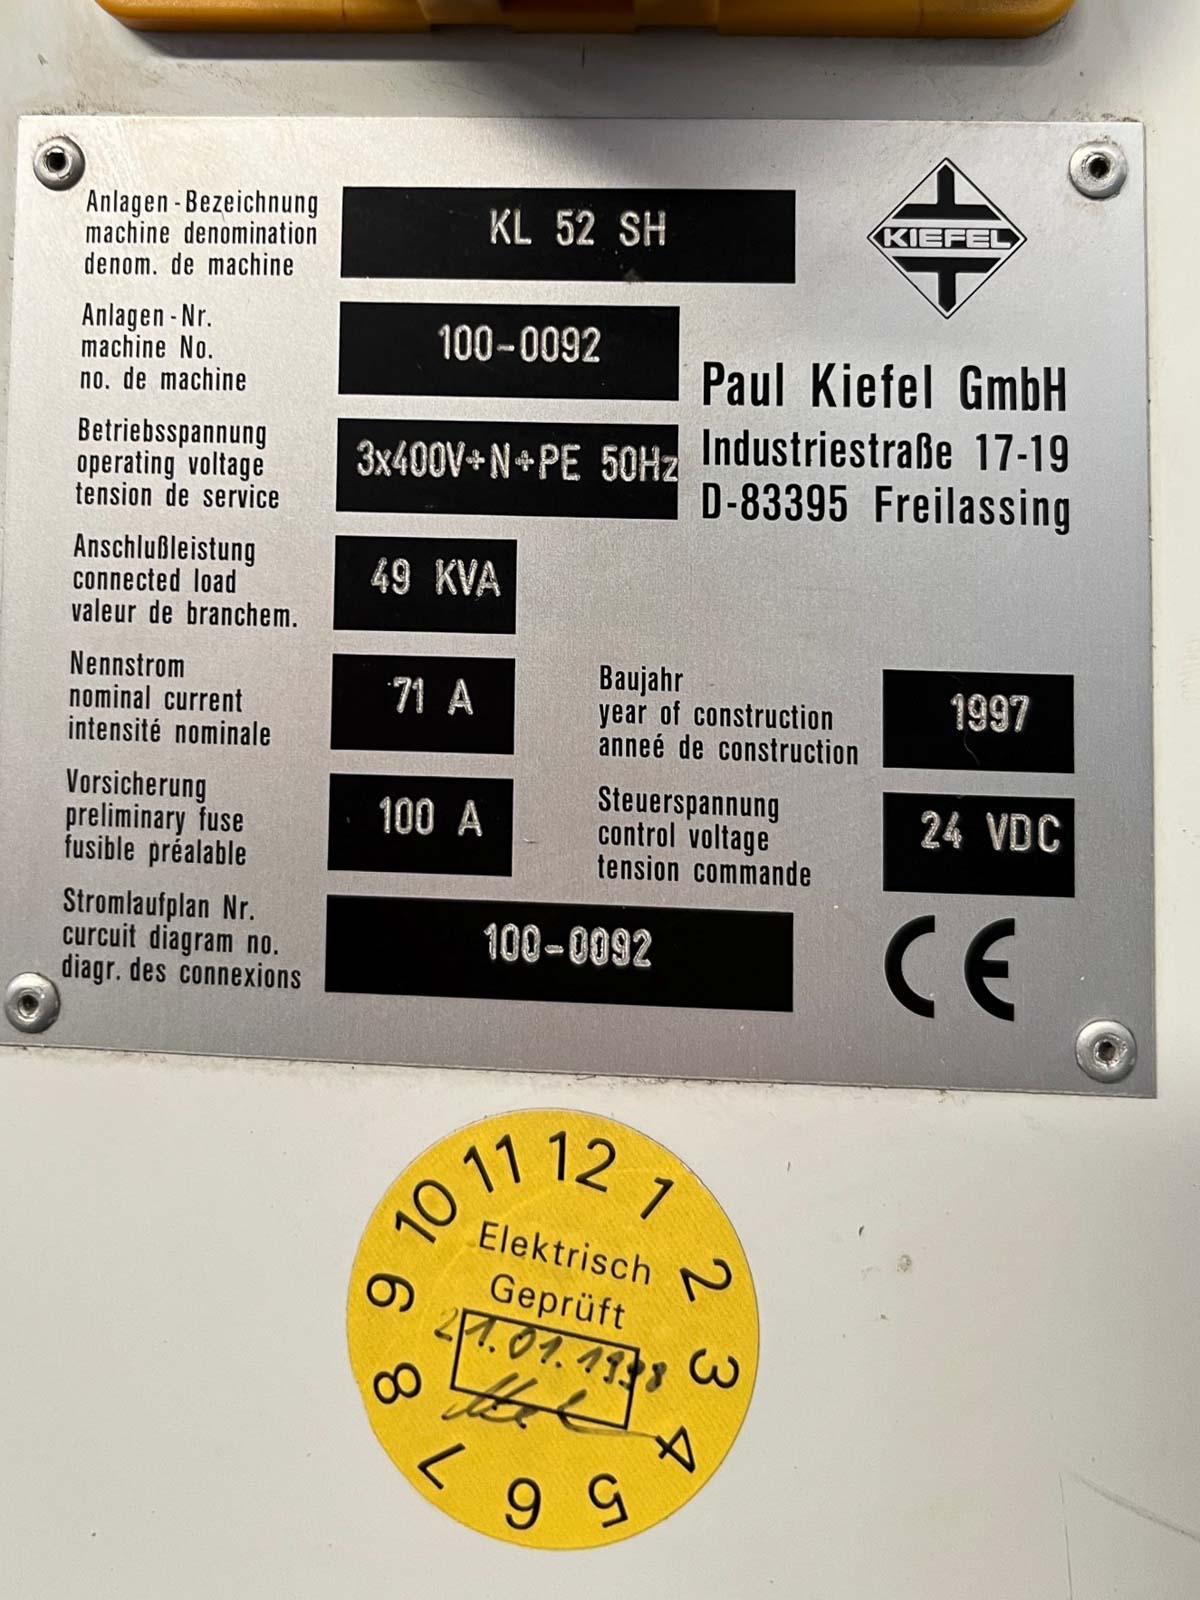 Anlagen-Bezeichnung
machine denomination
denom. de machine
KL 52 SH
KIEFEL
Anlagen-Nr.
machine No.
no. de machine
100-0092
Paul Kiefel GmbH
Industriestraße 17-19
D-83395 Freilassing
Betriebsspannung
operating voltage
tension de service
3x400V+N+PE 50Hz
Anschlußleistung
connected load
valeur de branchem.
49 KVA
Nennstrom
nominal current
intensité nominale
71 A
Baujahr
year of construction
anneé de construction
1997
Vorsicherung
preliminary fuse
fusible préalable
100 A
Steuerspannung
control voltage
tension commande
24 VDC
Stromlaufplan Nr.
curcuit diagram no.
diagr. des connexions
100-0092
CE
12 1 2 3 4 5 6 7 8 9 10 11
Elektrisch
Geprüft
21.01.1998